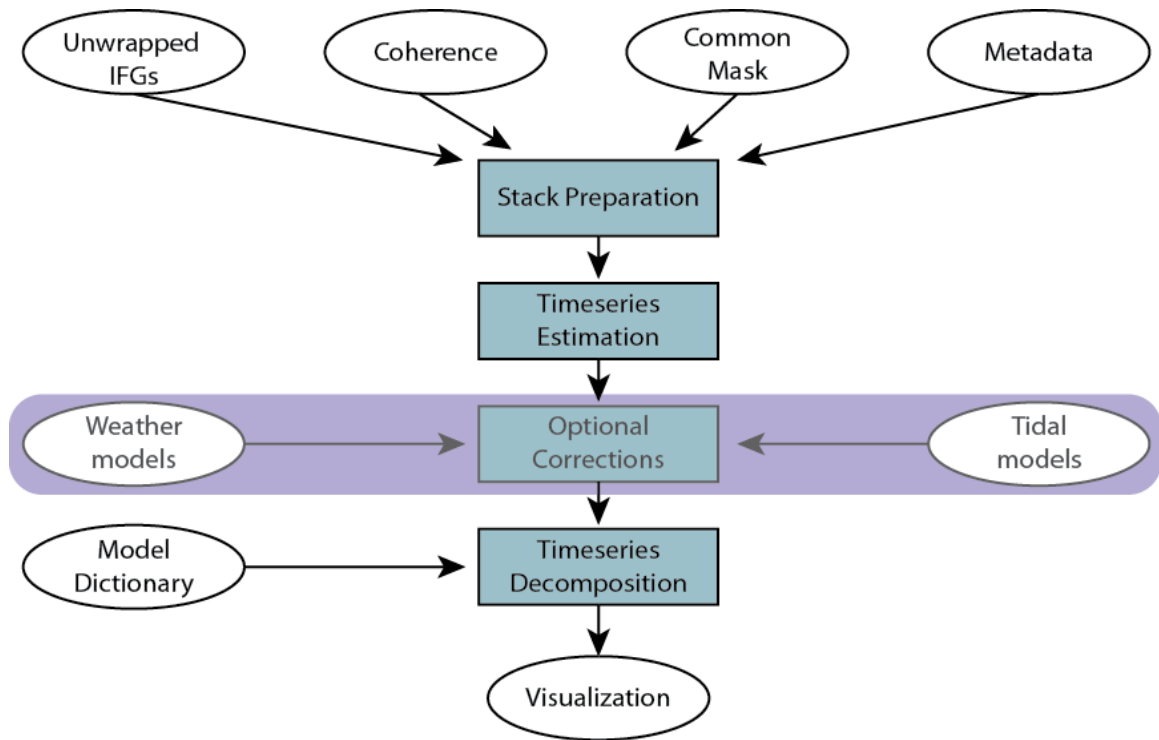 Unwrapped
IFGs
Coherence
Common
Mask
Metadata
Stack Preparation
Timeseries
Estimation
Weather
models
Optional
Corrections
Tidal
models
Model
Dictionary
Timeseries
Decomposition
Visualization